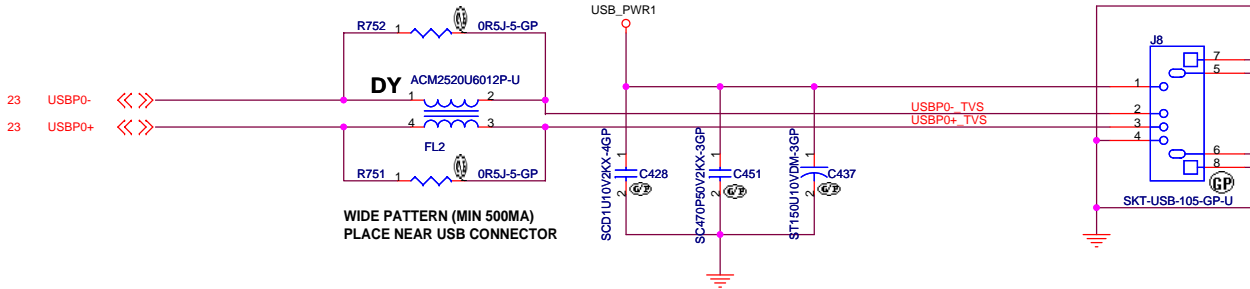 USB_PWR1
R752 1 2 0R5J-5-GP
J8
7
5
DY ACM2520U6012P-U
1 2
1
23 USBP0-
USBP0-_TVS
2
23 USBP0+
USBP0+_TVS
3
4 3
4
FL2
6
8
R751 1 2 0R5J-5-GP
SCD1U10V2KX-4GP
1
C428
G/P
2
SC470P50V2KX-3GP
1
C451
G/P
2
ST150U10VDM-3GP
1
C437
G/P
2
GP
SKT-USB-105-GP-U
WIDE PATTERN (MIN 500MA)
PLACE NEAR USB CONNECTOR